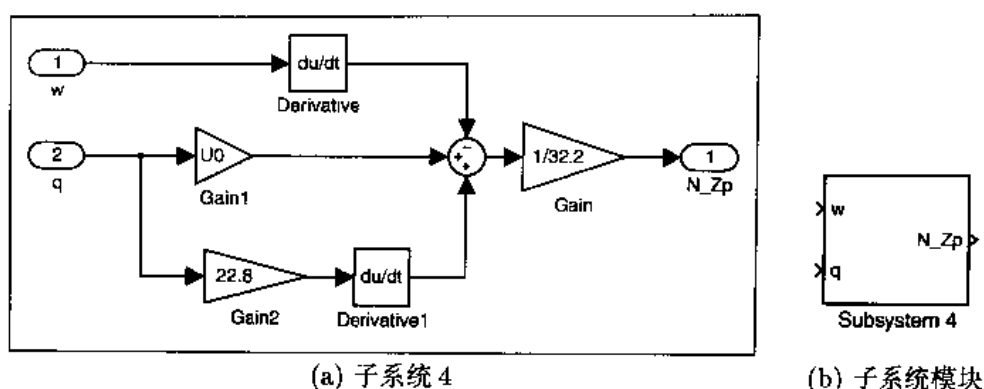 1
w
du/dt
Derivative
2
q
U0
Gain1
1/32.2
Gain
1
N_Zp
22.8
Gain2
du/dt
Derivative1
(a) 子系统 4
w
N_Zp
q
Subsystem 4
(b) 子系统模块